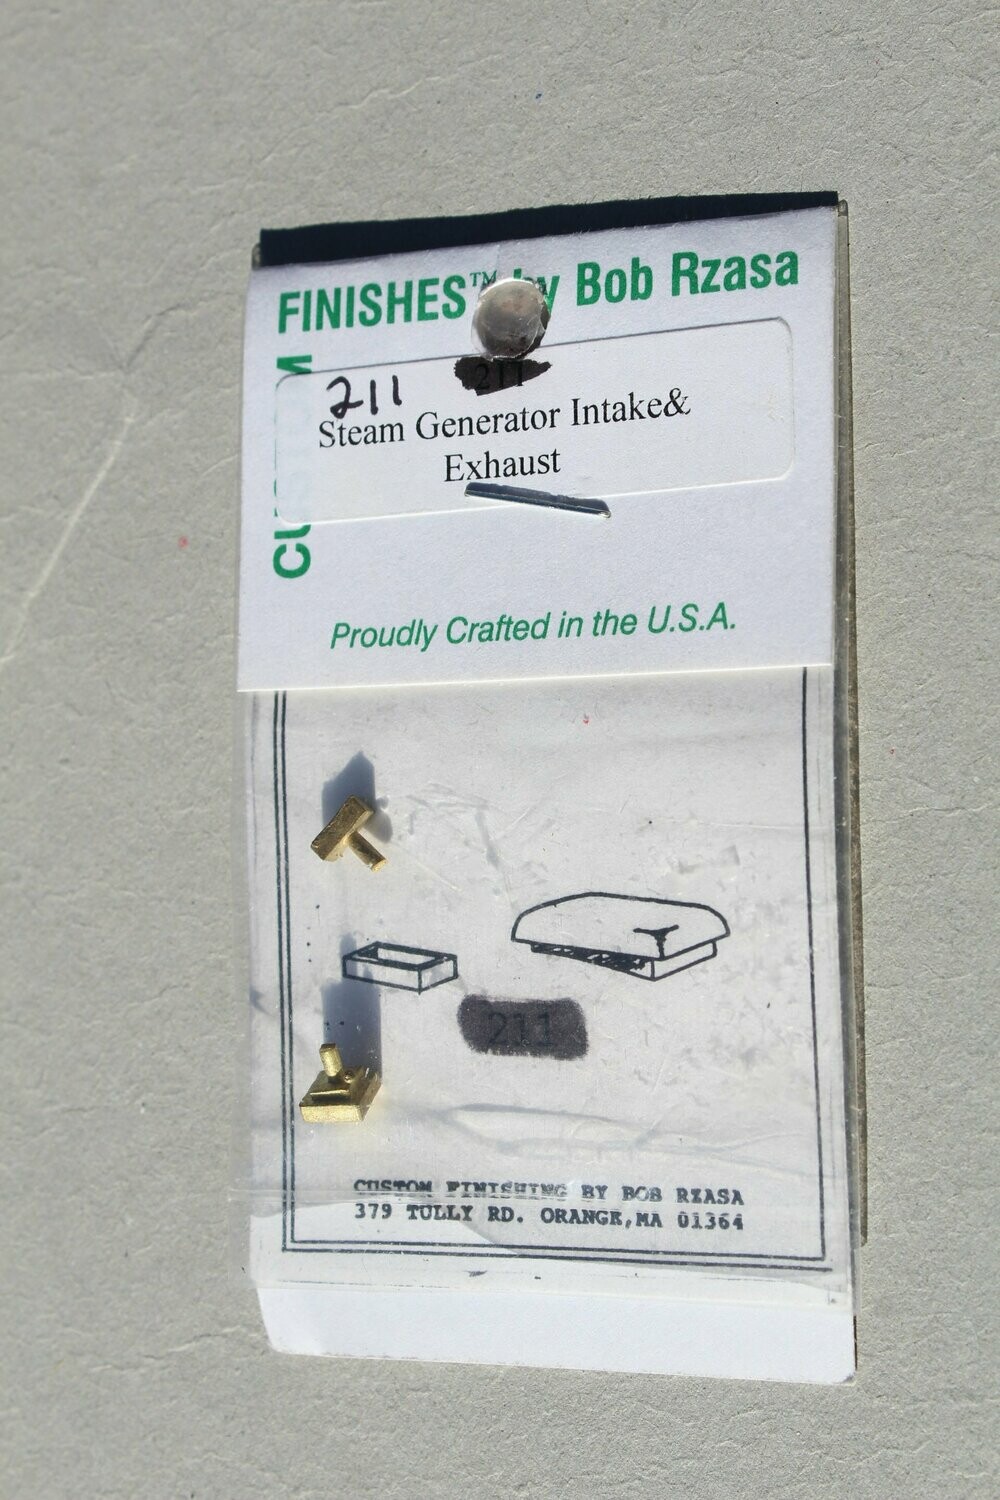 FINISHES™ by Bob Rzasa
CUSTOM
211
211
Steam Generator Intake&
Exhaust
Proudly Crafted in the U.S.A.
211
CUSTOM FINISHING BY BOB RZASA
379 TULLY RD. ORANGE,MA 01364